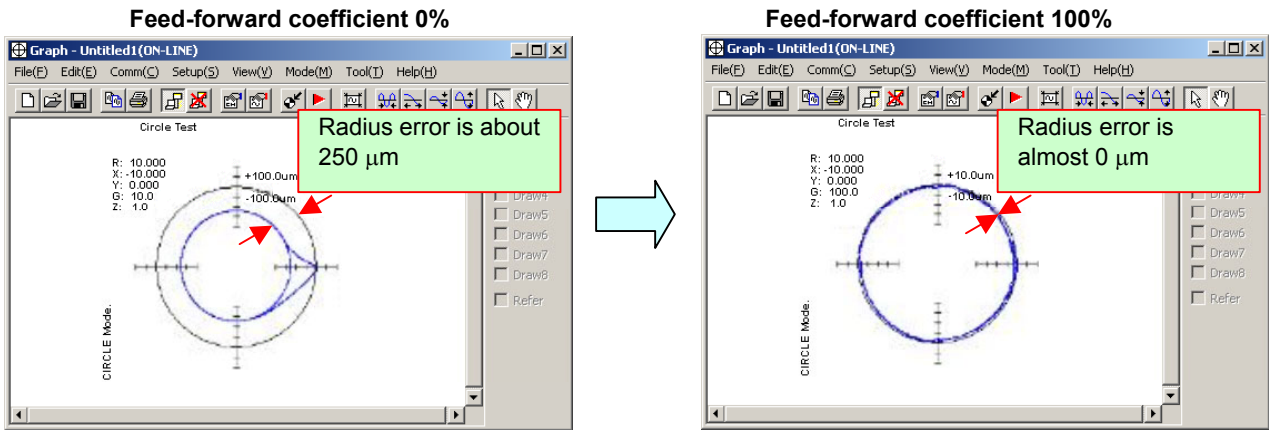 Feed-forward coefficient 0%
Graph - Untitled1(ON-LINE)
File(F) Edit(E) Comm(C) Setup(S) View(V) Mode(M) Tool(T) Help(H)
Circle Test
Radius error is about
250 μm
R: 10.000
X:-10.000
Y: 0.000
G: 10.0
Z: 1.0
+100.0um
-100.0um
Draw5
Draw6
Draw7
Draw8
Refer
CIRCLE Mode.
Feed-forward coefficient 100%
Graph - Untitled1(ON-LINE)
File(F) Edit(E) Comm(C) Setup(S) View(V) Mode(M) Tool(T) Help(H)
Circle Test
Radius error is
almost 0 μm
R: 10.000
X:-10.000
Y: 0.000
G: 100.0
Z: 1.0
+10.0um
-10.0um
Draw5
Draw6
Draw7
Draw8
Refer
CIRCLE Mode.